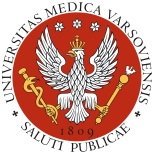 UNIVERSITAS MEDICA VARSOVIENSIS
1809
SALUTI PUBLICAE